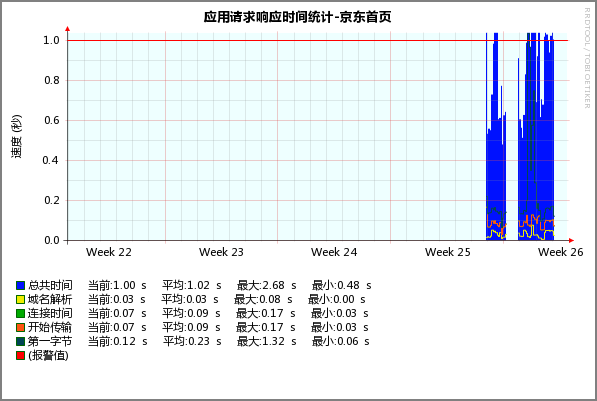 应用请求响应时间统计-京东首页
RRDTOOL / TOBI OETIKER
速度 (秒)
1.0
0.8
0.6
0.4
0.2
0.0
Week 22 Week 23 Week 24 Week 25 Week 26
总共时间 当前:1.00 s 平均:1.02 s 最大:2.68 s 最小:0.48 s
域名解析 当前:0.03 s 平均:0.03 s 最大:0.08 s 最小:0.00 s
连接时间 当前:0.07 s 平均:0.09 s 最大:0.17 s 最小:0.03 s
开始传输 当前:0.07 s 平均:0.09 s 最大:0.17 s 最小:0.03 s
第一字节 当前:0.12 s 平均:0.23 s 最大:1.32 s 最小:0.06 s
(报警值)